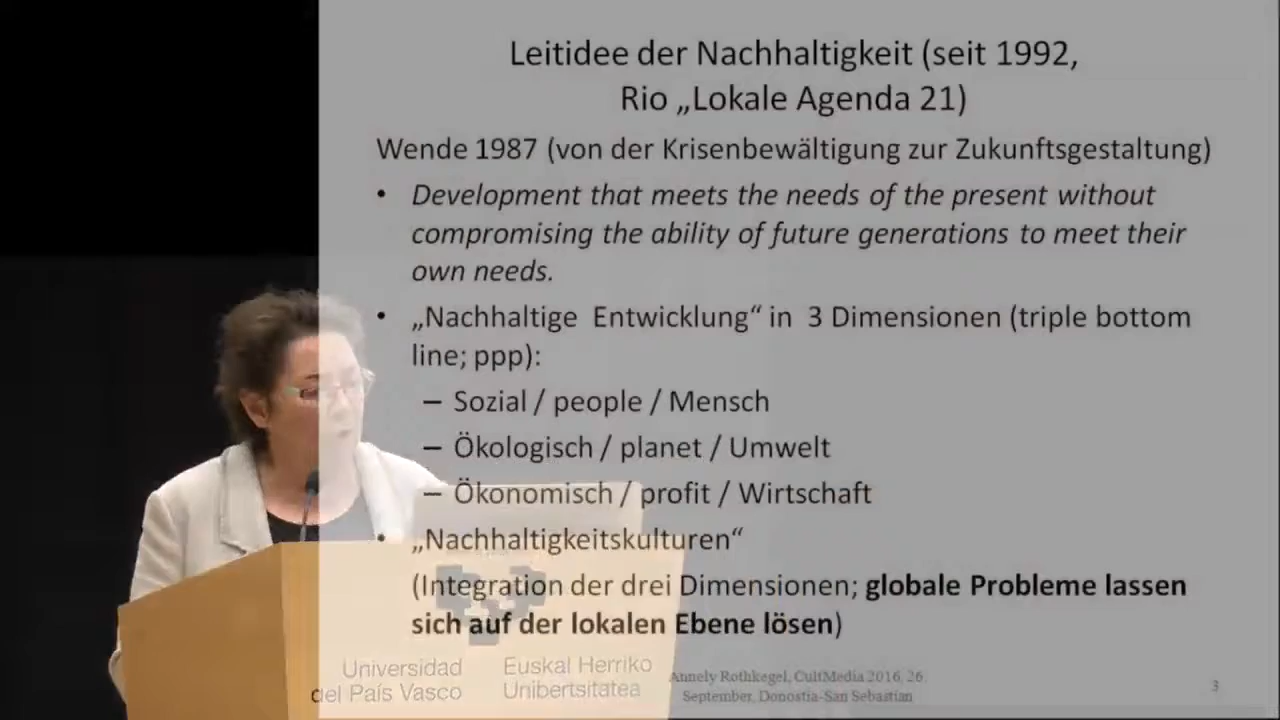 Leitidee der Nachhaltigkeit (seit 1992,
Rio „Lokale Agenda 21)
Wende 1987 (von der Krisenbewältigung zur Zukunftsgestaltung)
• Development that meets the needs of the present without
compromising the ability of future generations to meet their
own needs.
• „Nachhaltige Entwicklung“ in 3 Dimensionen (triple bottom
line; ppp):
– Sozial / people / Mensch
– Ökologisch / planet / Umwelt
– Ökonomisch / profit / Wirtschaft
• „Nachhaltigkeitskulturen“
(Integration der drei Dimensionen; globale Probleme lassen
sich auf der lokalen Ebene lösen)
Universidad
del País Vasco
Euskal Herriko
Unibertsitatea
Annely Rothkegel, CultMedia 2016, 26.
September, Donostia-San Sebastian
3